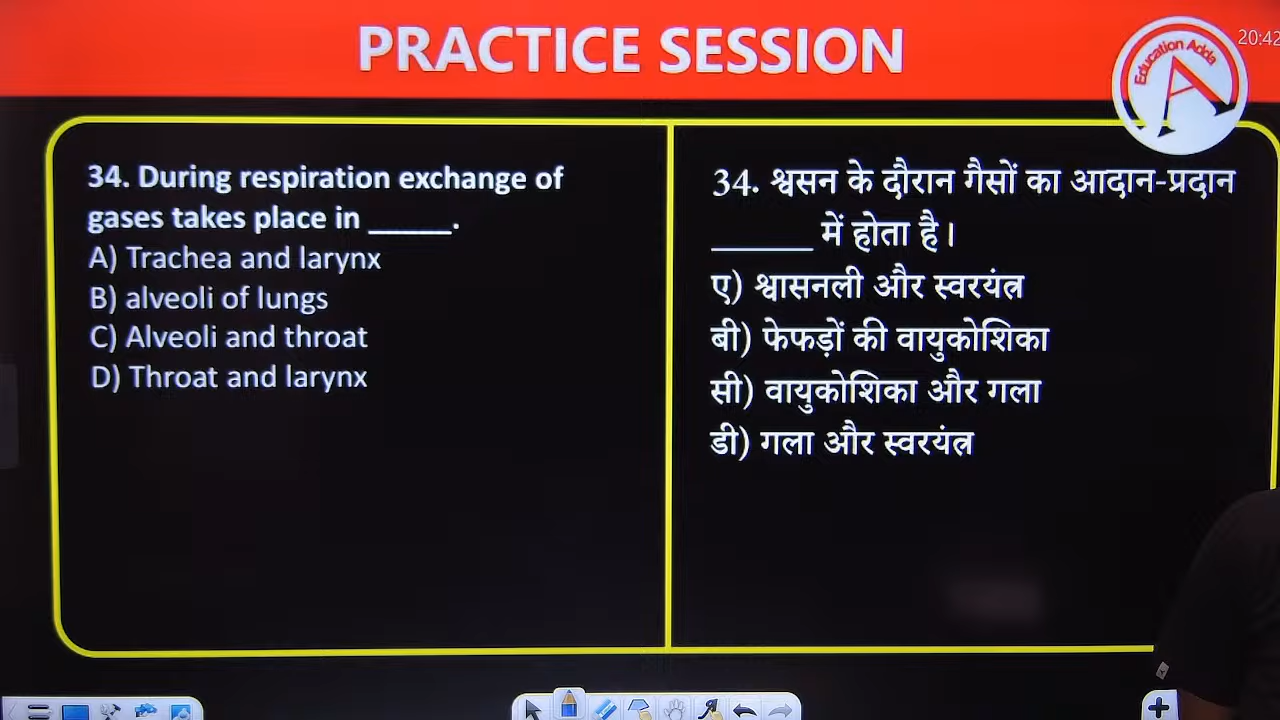 PRACTICE SESSION
Education Adda
20:42
34. During respiration exchange of
gases takes place in _____.
A) Trachea and larynx
B) alveoli of lungs
C) Alveoli and throat
D) Throat and larynx
34. श्वसन के दौरान गैसों का आदान-प्रदान
______ में होता है।
ए) श्वासनली और स्वरयंत्र
बी) फेफड़ों की वायुकोशिका
सी) वायुकोशिका और गला
डी) गला और स्वरयंत्र